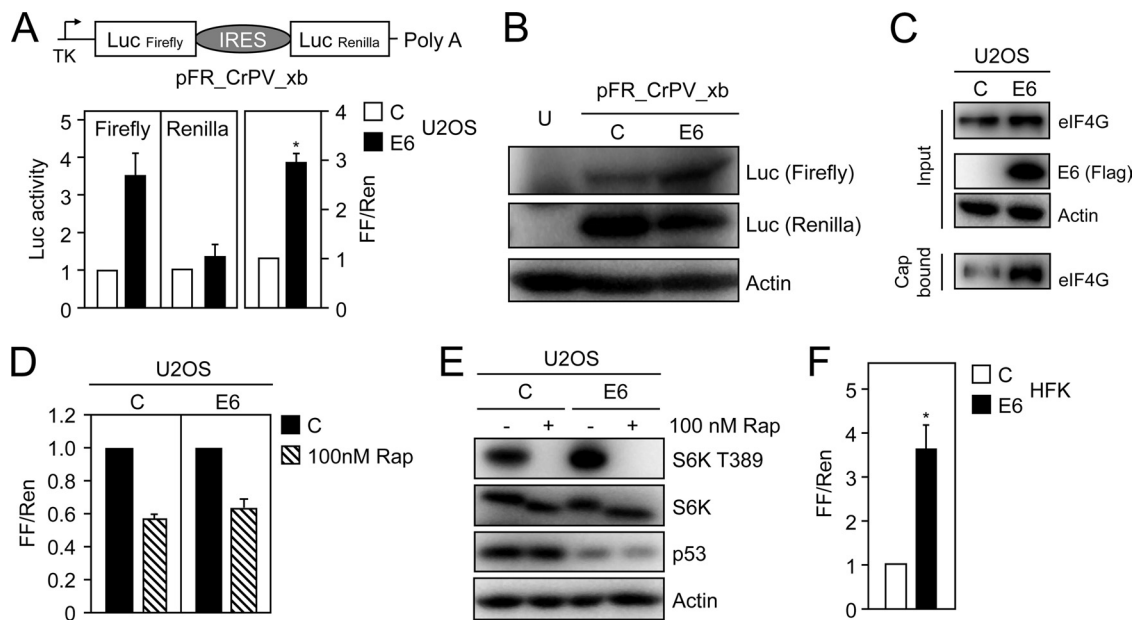 A
TK
Luc Firefly
IRES
Luc Renilla
Poly A
pFR_CrPV_xb
Firefly
Renilla
Luc activity
5
4
3
2
1
0
4
3
2
1
0
FF/Ren
*
C
E6
U2OS
B
pFR_CrPV_xb
U C E6
Luc (Firefly)
Luc (Renilla)
Actin
C
U2OS
C E6
Input
eIF4G
E6 (Flag)
Actin
Cap bound
eIF4G
D
U2OS
C E6
FF/Ren
1.2
1.0
0.8
0.6
0.4
0.2
0.0
C
100nM Rap
E
U2OS
C E6
- + - + 100 nM Rap
S6K T389
S6K
p53
Actin
F
FF/Ren
5
4
3
2
1
0
*
C
E6
HFK